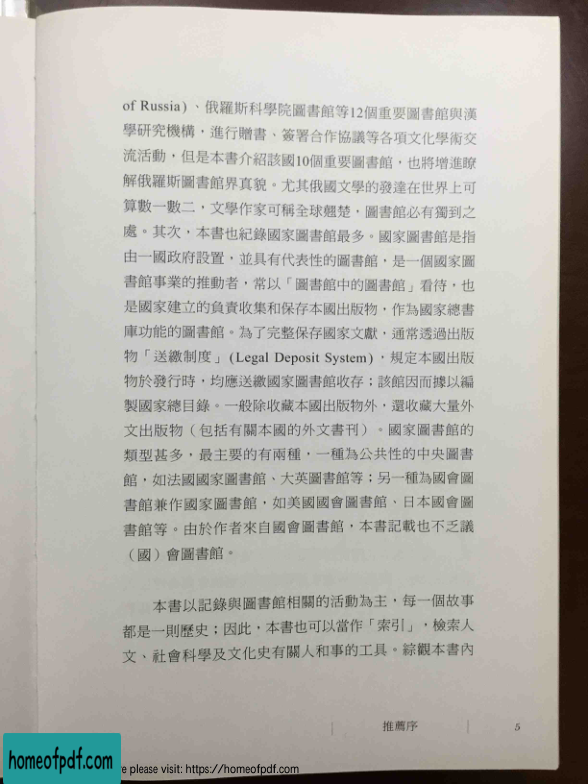 of Russia)、俄羅斯科學院圖書館等12個重要圖書館與漢
學研究機構，進行贈書、簽署合作協議等各項文化學術交
流活動，但是本書介紹該國10個重要圖書館，也將增進瞭
解俄羅斯圖書館界真貌。尤其俄國文學的發達在世界上可
算數一數二，文學作家可稱全球翹楚，圖書館必有獨到之
處。其次，本書也紀錄國家圖書館最多。國家圖書館是指
由一國政府設置，並具有代表性的圖書館，是一個國家圖
書館事業的推動者，常以「圖書館中的圖書館」看待，也
是國家建立的負責收集和保存本國出版物，作為國家總書
庫功能的圖書館。為了完整保存國家文獻，通常透過出版
物「送繳制度」(Legal Deposit System)，規定本國出版
物於發行時，均應送繳國家圖書館收存；該館因而據以編
製國家總目錄。一般除收藏本國出版物外，還收藏大量外
文出版物（包括有關本國的外文書刊）。國家圖書館的
類型甚多，最主要的有兩種，一種為公共性的中央圖書
館，如法國國家圖書館、大英圖書館等；另一種為國會圖
書館兼作國家圖書館，如美國國會圖書館、日本國會圖
書館等。由於作者來自國會圖書館，本書記載也不乏議
（國）會圖書館。
本書以記錄與圖書館相關的活動為主，每一個故事
都是一則歷史；因此，本書也可以當作「索引」，檢索人
文、社會科學及文化史有關人和事的工具。綜觀本書內
推薦序 5
homeofpdf.com
re please visit: https://homeofpdf.com